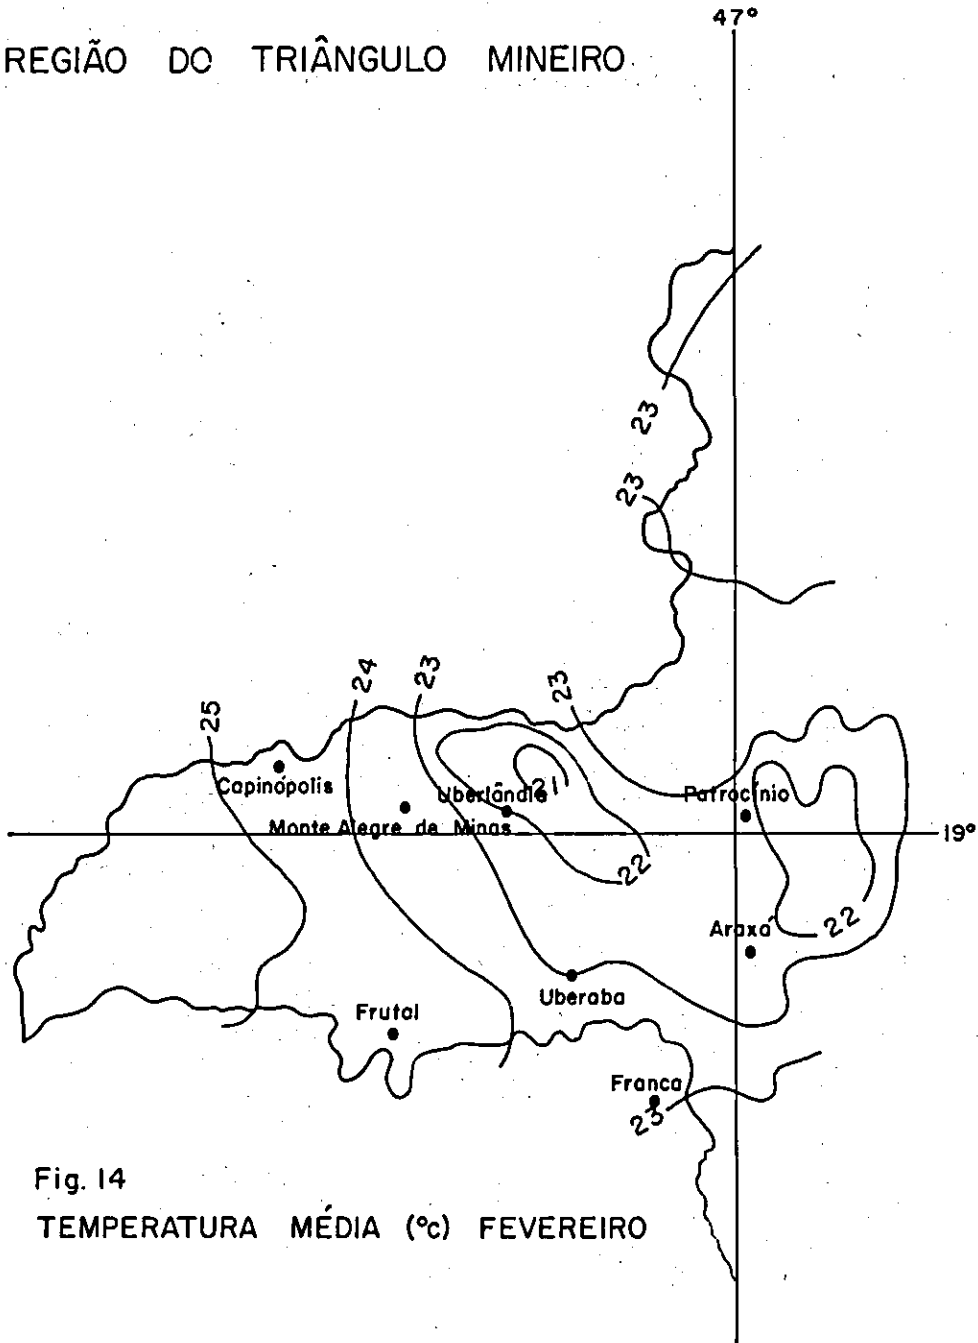 47°
REGIÃO DO TRIÂNGULO MINEIRO
23
23
24
23
23
25
Capinópolis
Uberlândia
21
Patrocínio
Monte Alegre de Minas
19°
22
22
Araxá
Uberaba
Frutal
Franca
23
Fig. 14
TEMPERATURA MÉDIA (°c) FEVEREIRO